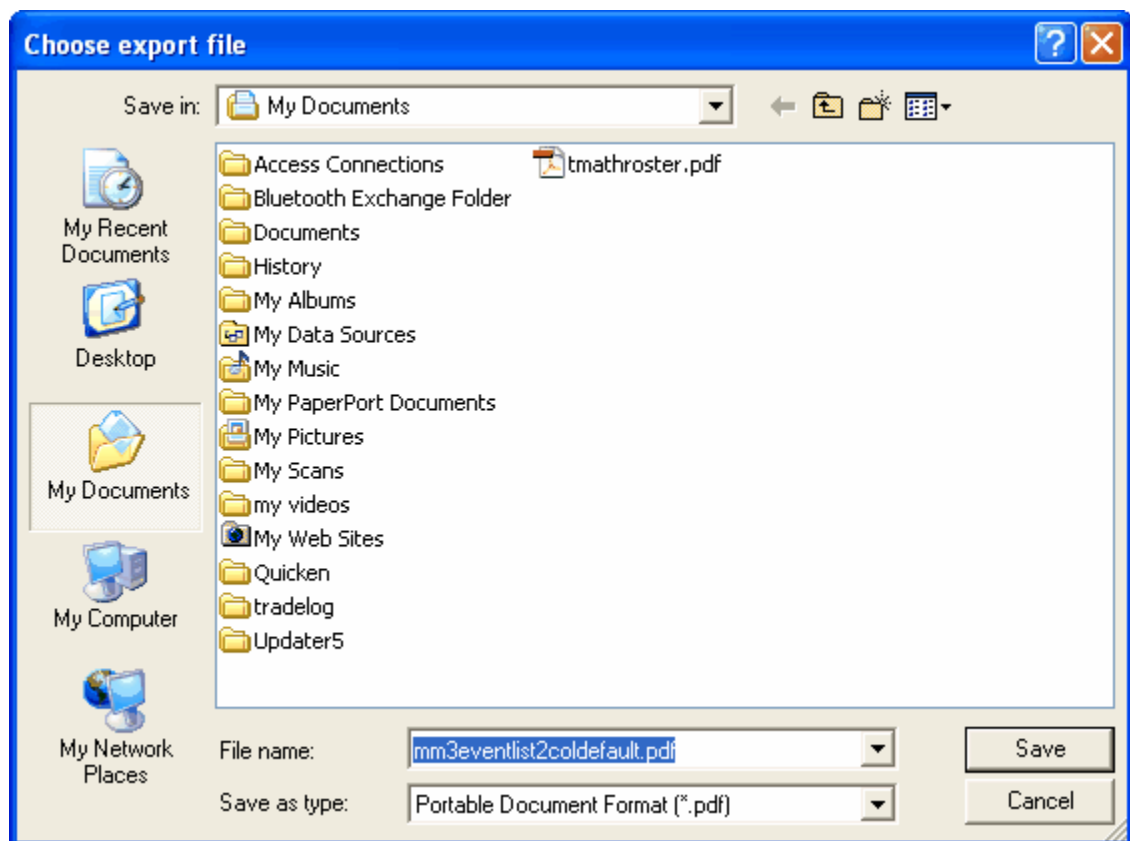 Choose export file
Save in: My Documents
My Recent
Documents
Desktop
My Documents
My Computer
My Network
Places
Access Connections
Bluetooth Exchange Folder
Documents
History
My Albums
My Data Sources
My Music
My PaperPort Documents
My Pictures
My Scans
my videos
My Web Sites
Quicken
tradelog
Updater5
tmathroster.pdf
File name: mm3eventlist2coldefault.pdf Save
Save as type: Portable Document Format (*.pdf) Cancel